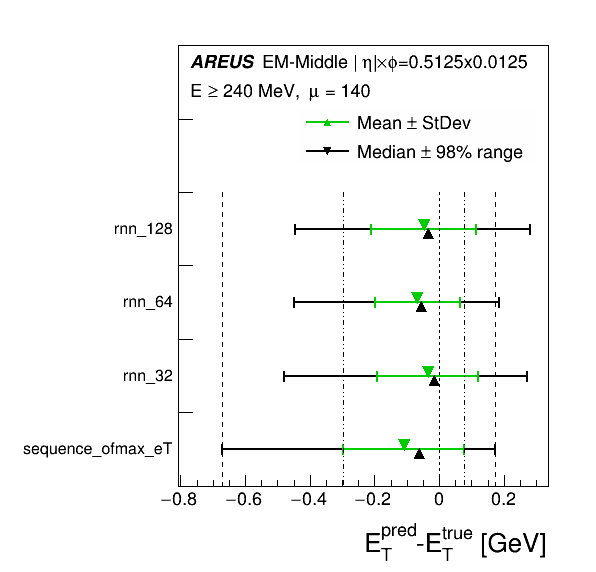 AREUS EM-Middle | η|×ϕ=0.5125x0.0125
E ≥ 240 MeV, μ = 140
Mean ± StDev
Median ± 98% range
rnn_128
rnn_64
rnn_32
sequence_ofmax_eT
−0.8 −0.6 −0.4 −0.2 0 0.2
E_T^pred-E_T^true [GeV]